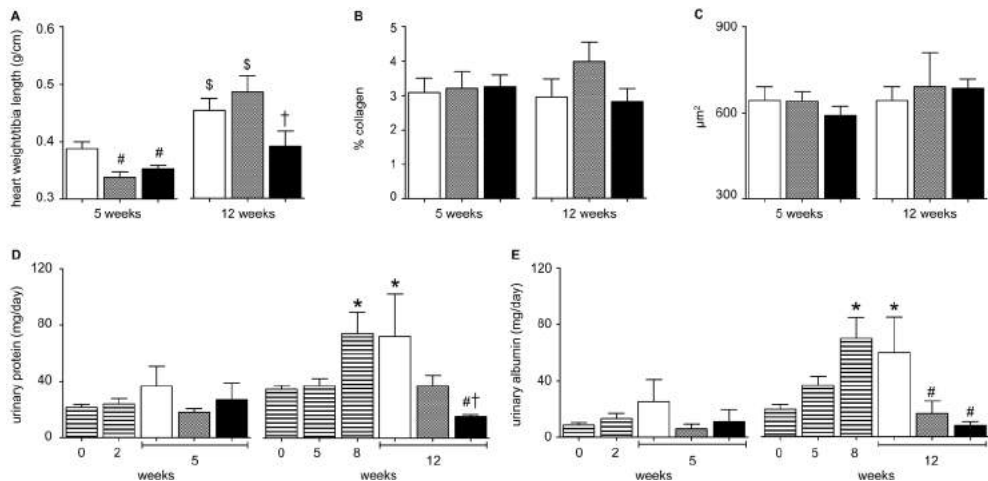 A
heart weight/tibia length (g/cm)
0.6
0.5
0.4
0.3
# #
$ $ †
5 weeks 12 weeks
B
% collagen
5
4
3
2
1
0
5 weeks 12 weeks
C
µm²
900
600
300
5 weeks 12 weeks
D
urinary protein (mg/day)
120
80
40
0
* *
#†
0 2 5
weeks
0 5 8 12
weeks
E
urinary albumin (mg/day)
120
80
40
0
* *
# #
0 2 5
weeks
0 5 8 12
weeks